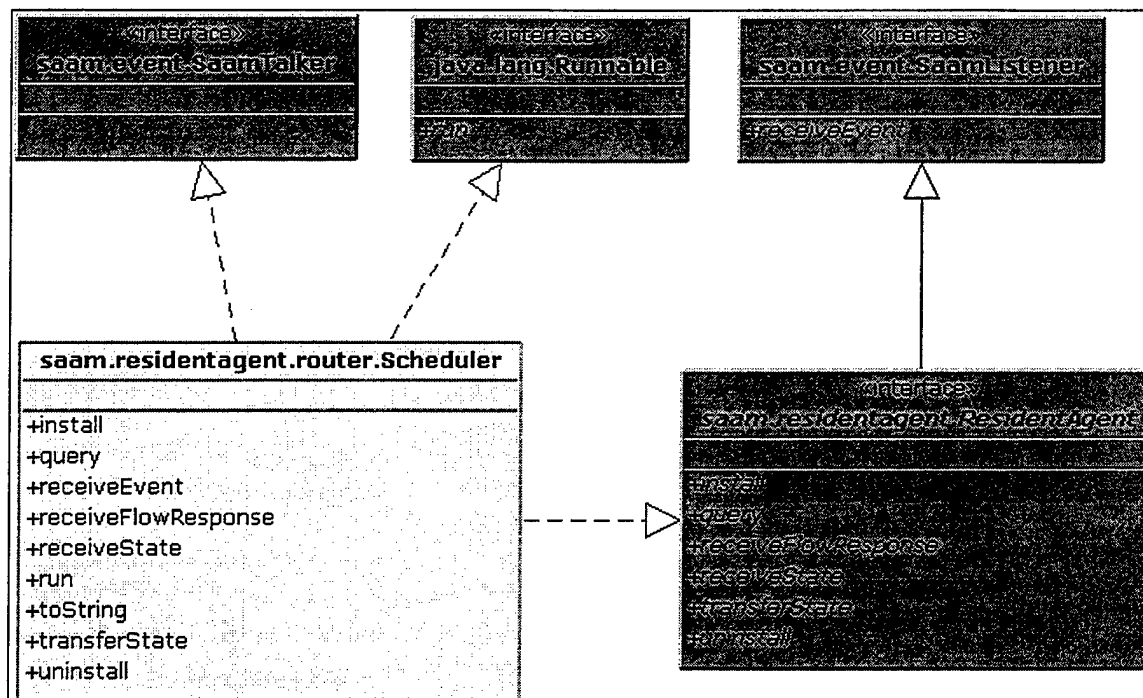 «interface»
saam.event.SaamTalker
«interface»
java.lang.Runnable
+run
«interface»
saam.event.SaamListener
+receiveEvent
saam.residentagent.router.Scheduler
+install
+query
+receiveEvent
+receiveFlowResponse
+receiveState
+run
+toString
+transferState
+uninstall
«interface»
saam.residentagent.ResidentAgent
+install
+query
+receiveFlowResponse
+receiveState
+transferState
+uninstall